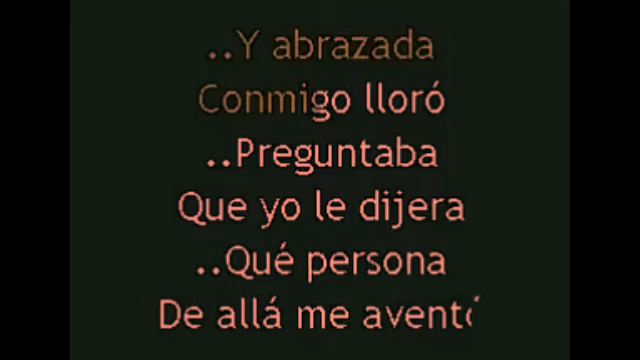 ..Y abrazada
Conmigo lloró
..Preguntaba
Que yo le dijera
..Qué persona
De allá me aventó